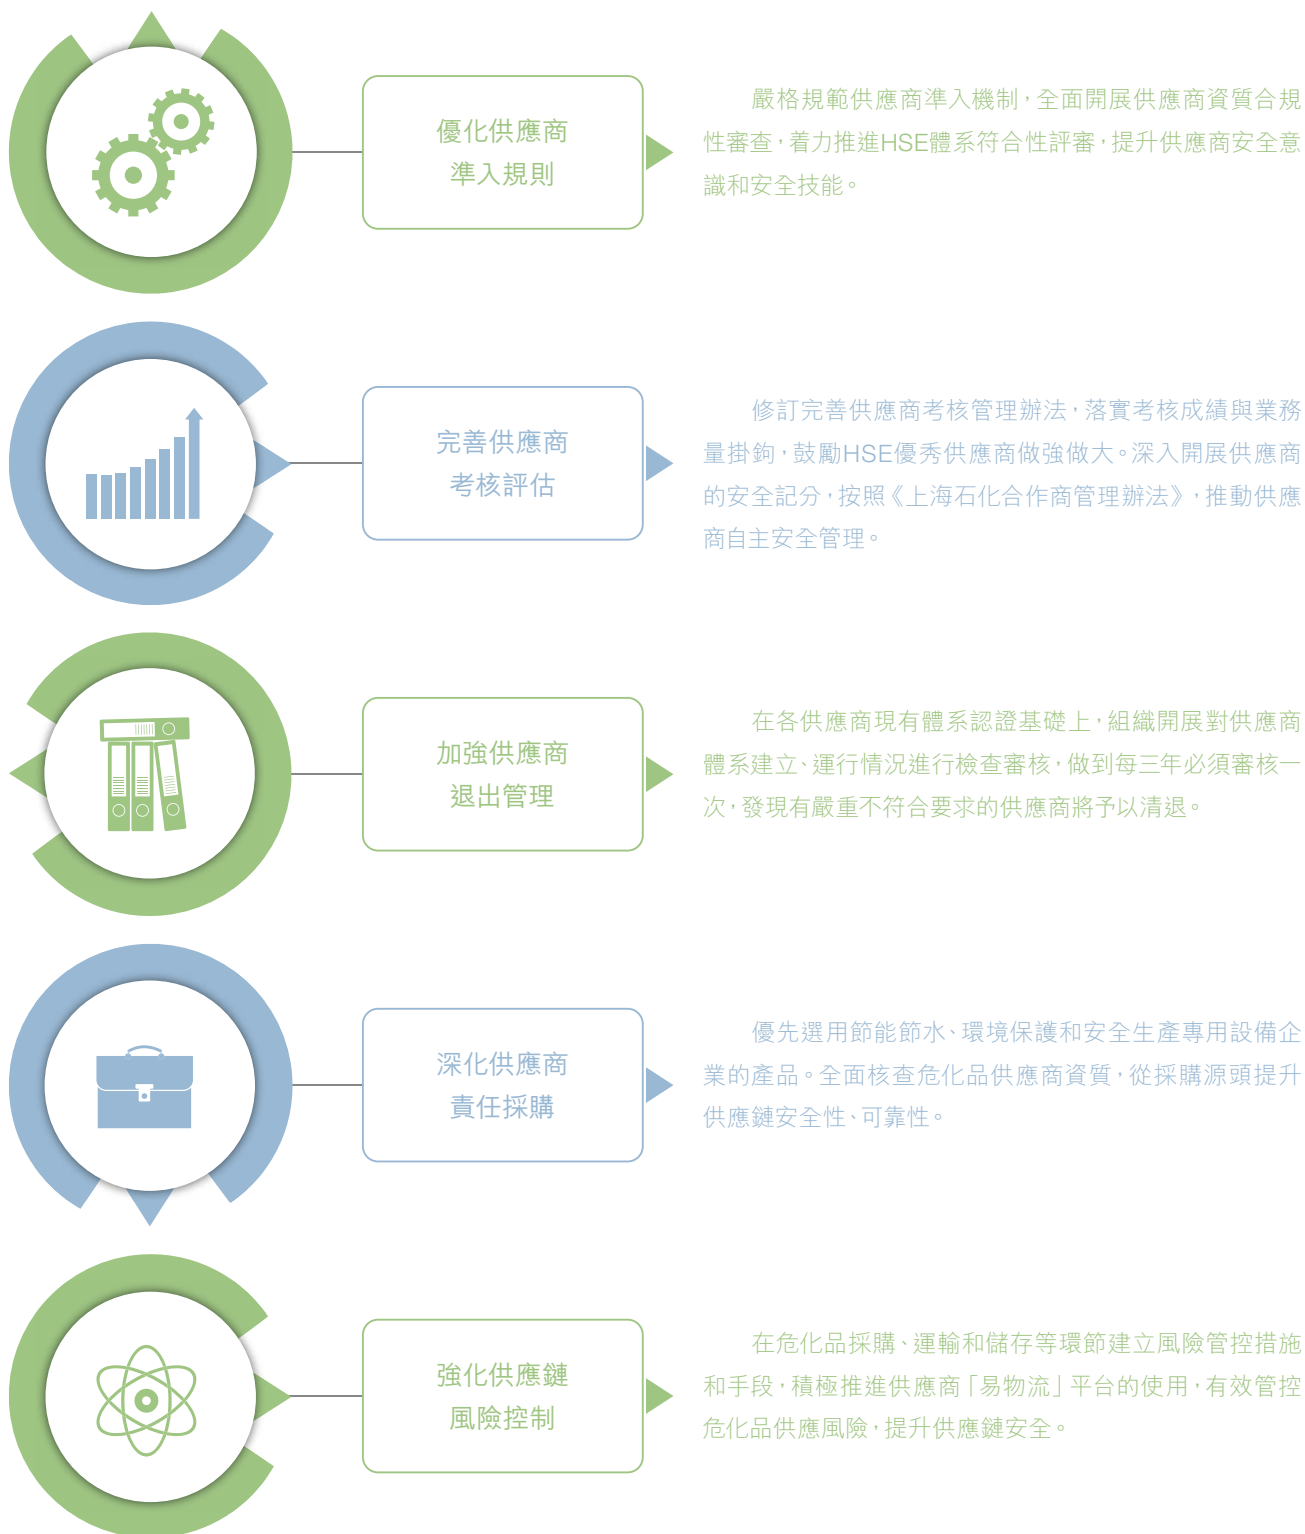 優化供應商
準入規則
嚴格規範供應商準入機制，全面開展供應商資質合規
性審查，着力推進HSE體系符合性評審，提升供應商安全意
識和安全技能。
完善供應商
考核評估
修訂完善供應商考核管理辦法，落實考核成績與業務
量掛鉤，鼓勵HSE優秀供應商做強做大。深入開展供應商
的安全記分，按照《上海石化合作商管理辦法》，推動供應
商自主安全管理。
加強供應商
退出管理
在各供應商現有體系認證基礎上，組織開展對供應商
體系建立、運行情況進行檢查審核，做到每三年必須審核一
次，發現有嚴重不符合要求的供應商將予以清退。
深化供應商
責任採購
優先選用節能節水、環境保護和安全生產專用設備企
業的產品。全面核查危化品供應商資質，從採購源頭提升
供應鏈安全性、可靠性。
強化供應鏈
風險控制
在危化品採購、運輸和儲存等環節建立風險管控措施
和手段，積極推進供應商「易物流」平台的使用，有效管控
危化品供應風險，提升供應鏈安全。